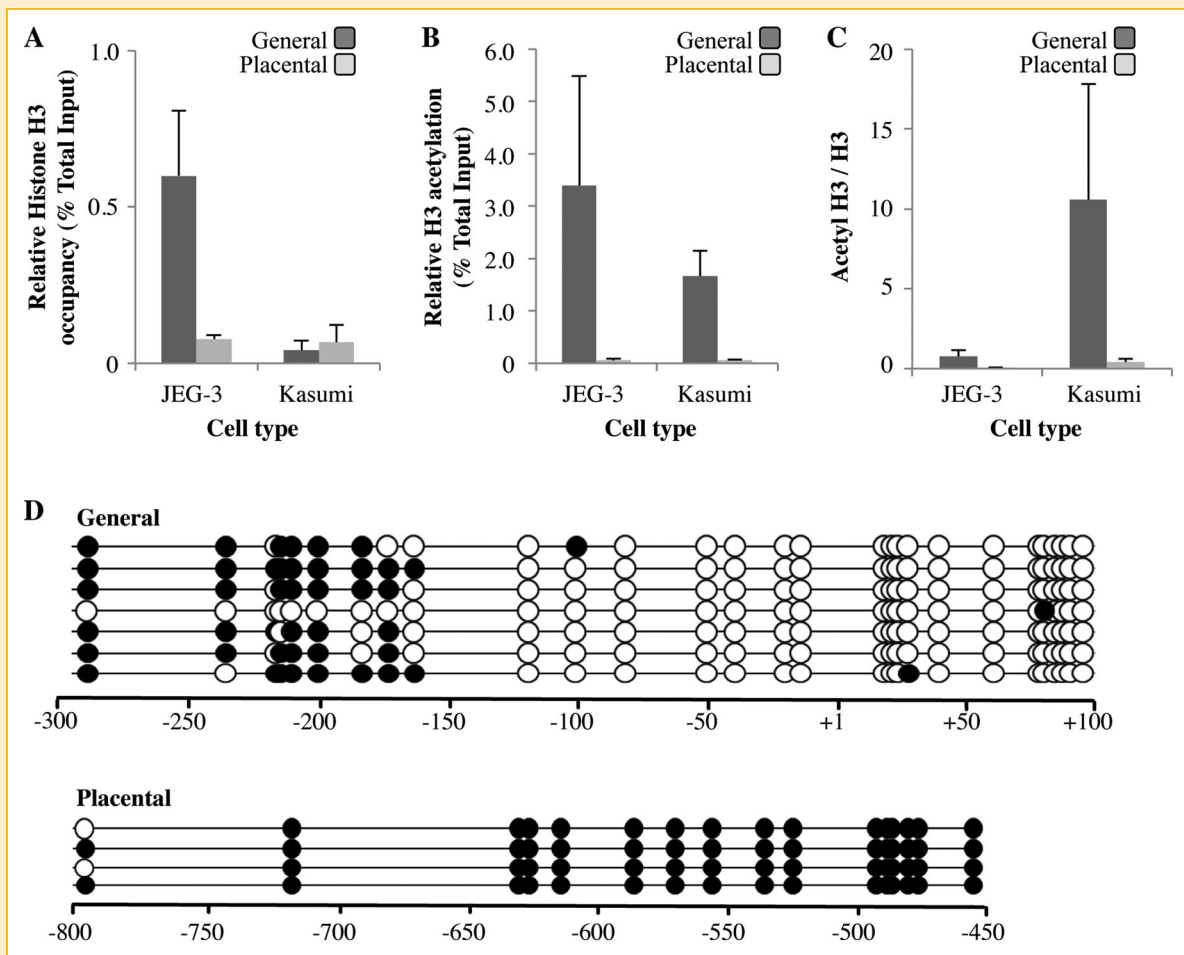 A
General
Placental
Relative Histone H3
occupancy (% Total Input)
1.0
0.5
0
JEG-3 Kasumi
Cell type
B
General
Placental
Relative H3 acetylation
(% Total Input)
6.0
5.0
4.0
3.0
2.0
1.0
0
JEG-3 Kasumi
Cell type
C
General
Placental
Acetyl H3 / H3
20
15
10
5
0
JEG-3 Kasumi
Cell type
D
General
-300 -250 -200 -150 -100 -50 +1 +50 +100
Placental
-800 -750 -700 -650 -600 -550 -500 -450